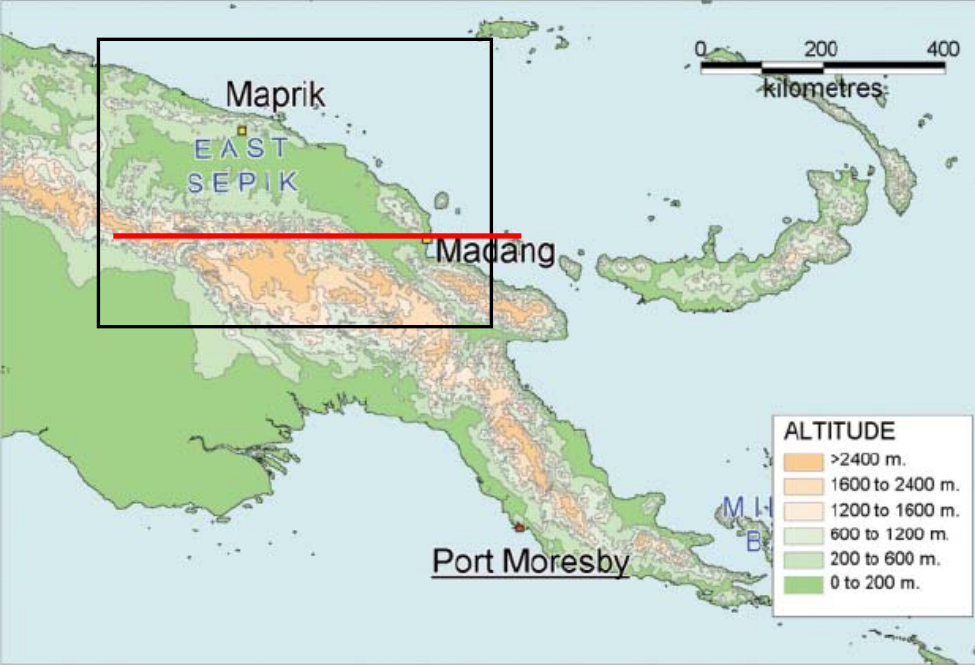 0 200 400
kilometres
Maprik
EAST
SEPIK
Madang
ALTITUDE
>2400 m.
1600 to 2400 m.
1200 to 1600 m.
600 to 1200 m.
200 to 600 m.
0 to 200 m.
Port Moresby